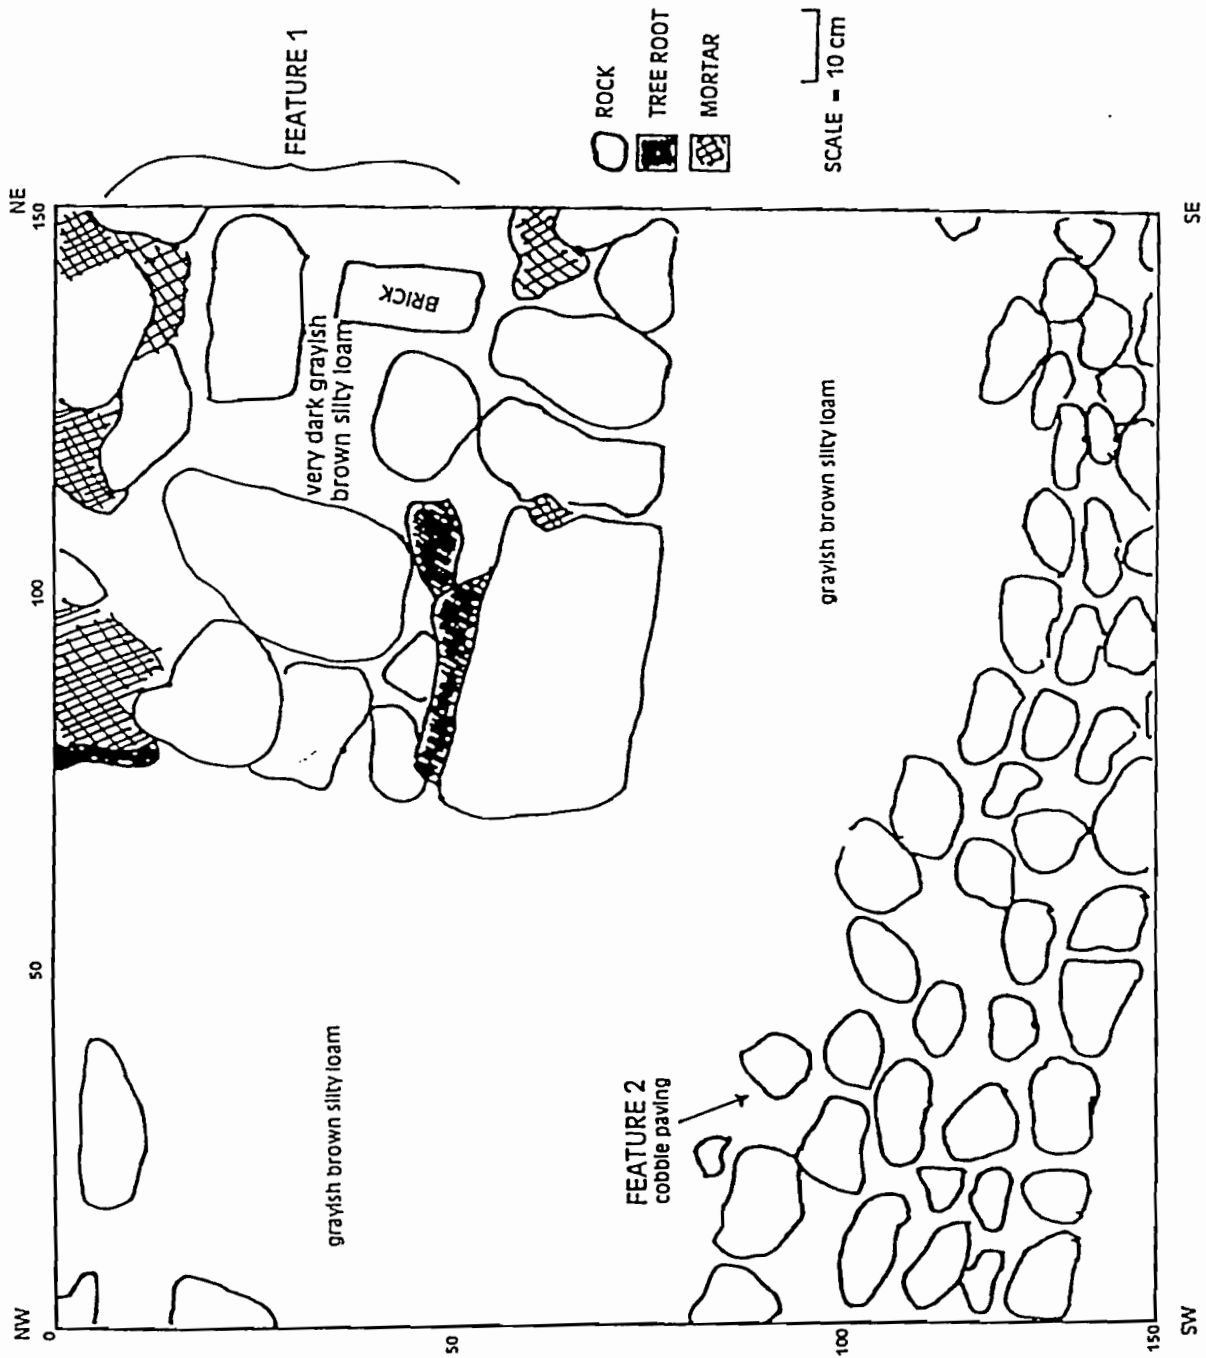 NW
NE
0
50
100
150
FEATURE 1
very dark grayish
brown silty loam
BRICK
grayish brown silty loam
50
FEATURE 2
cobble paving
grayish brown silty loam
ROCK
TREE ROOT
MORTAR
SCALE = 10 cm
100
150
SW
SE